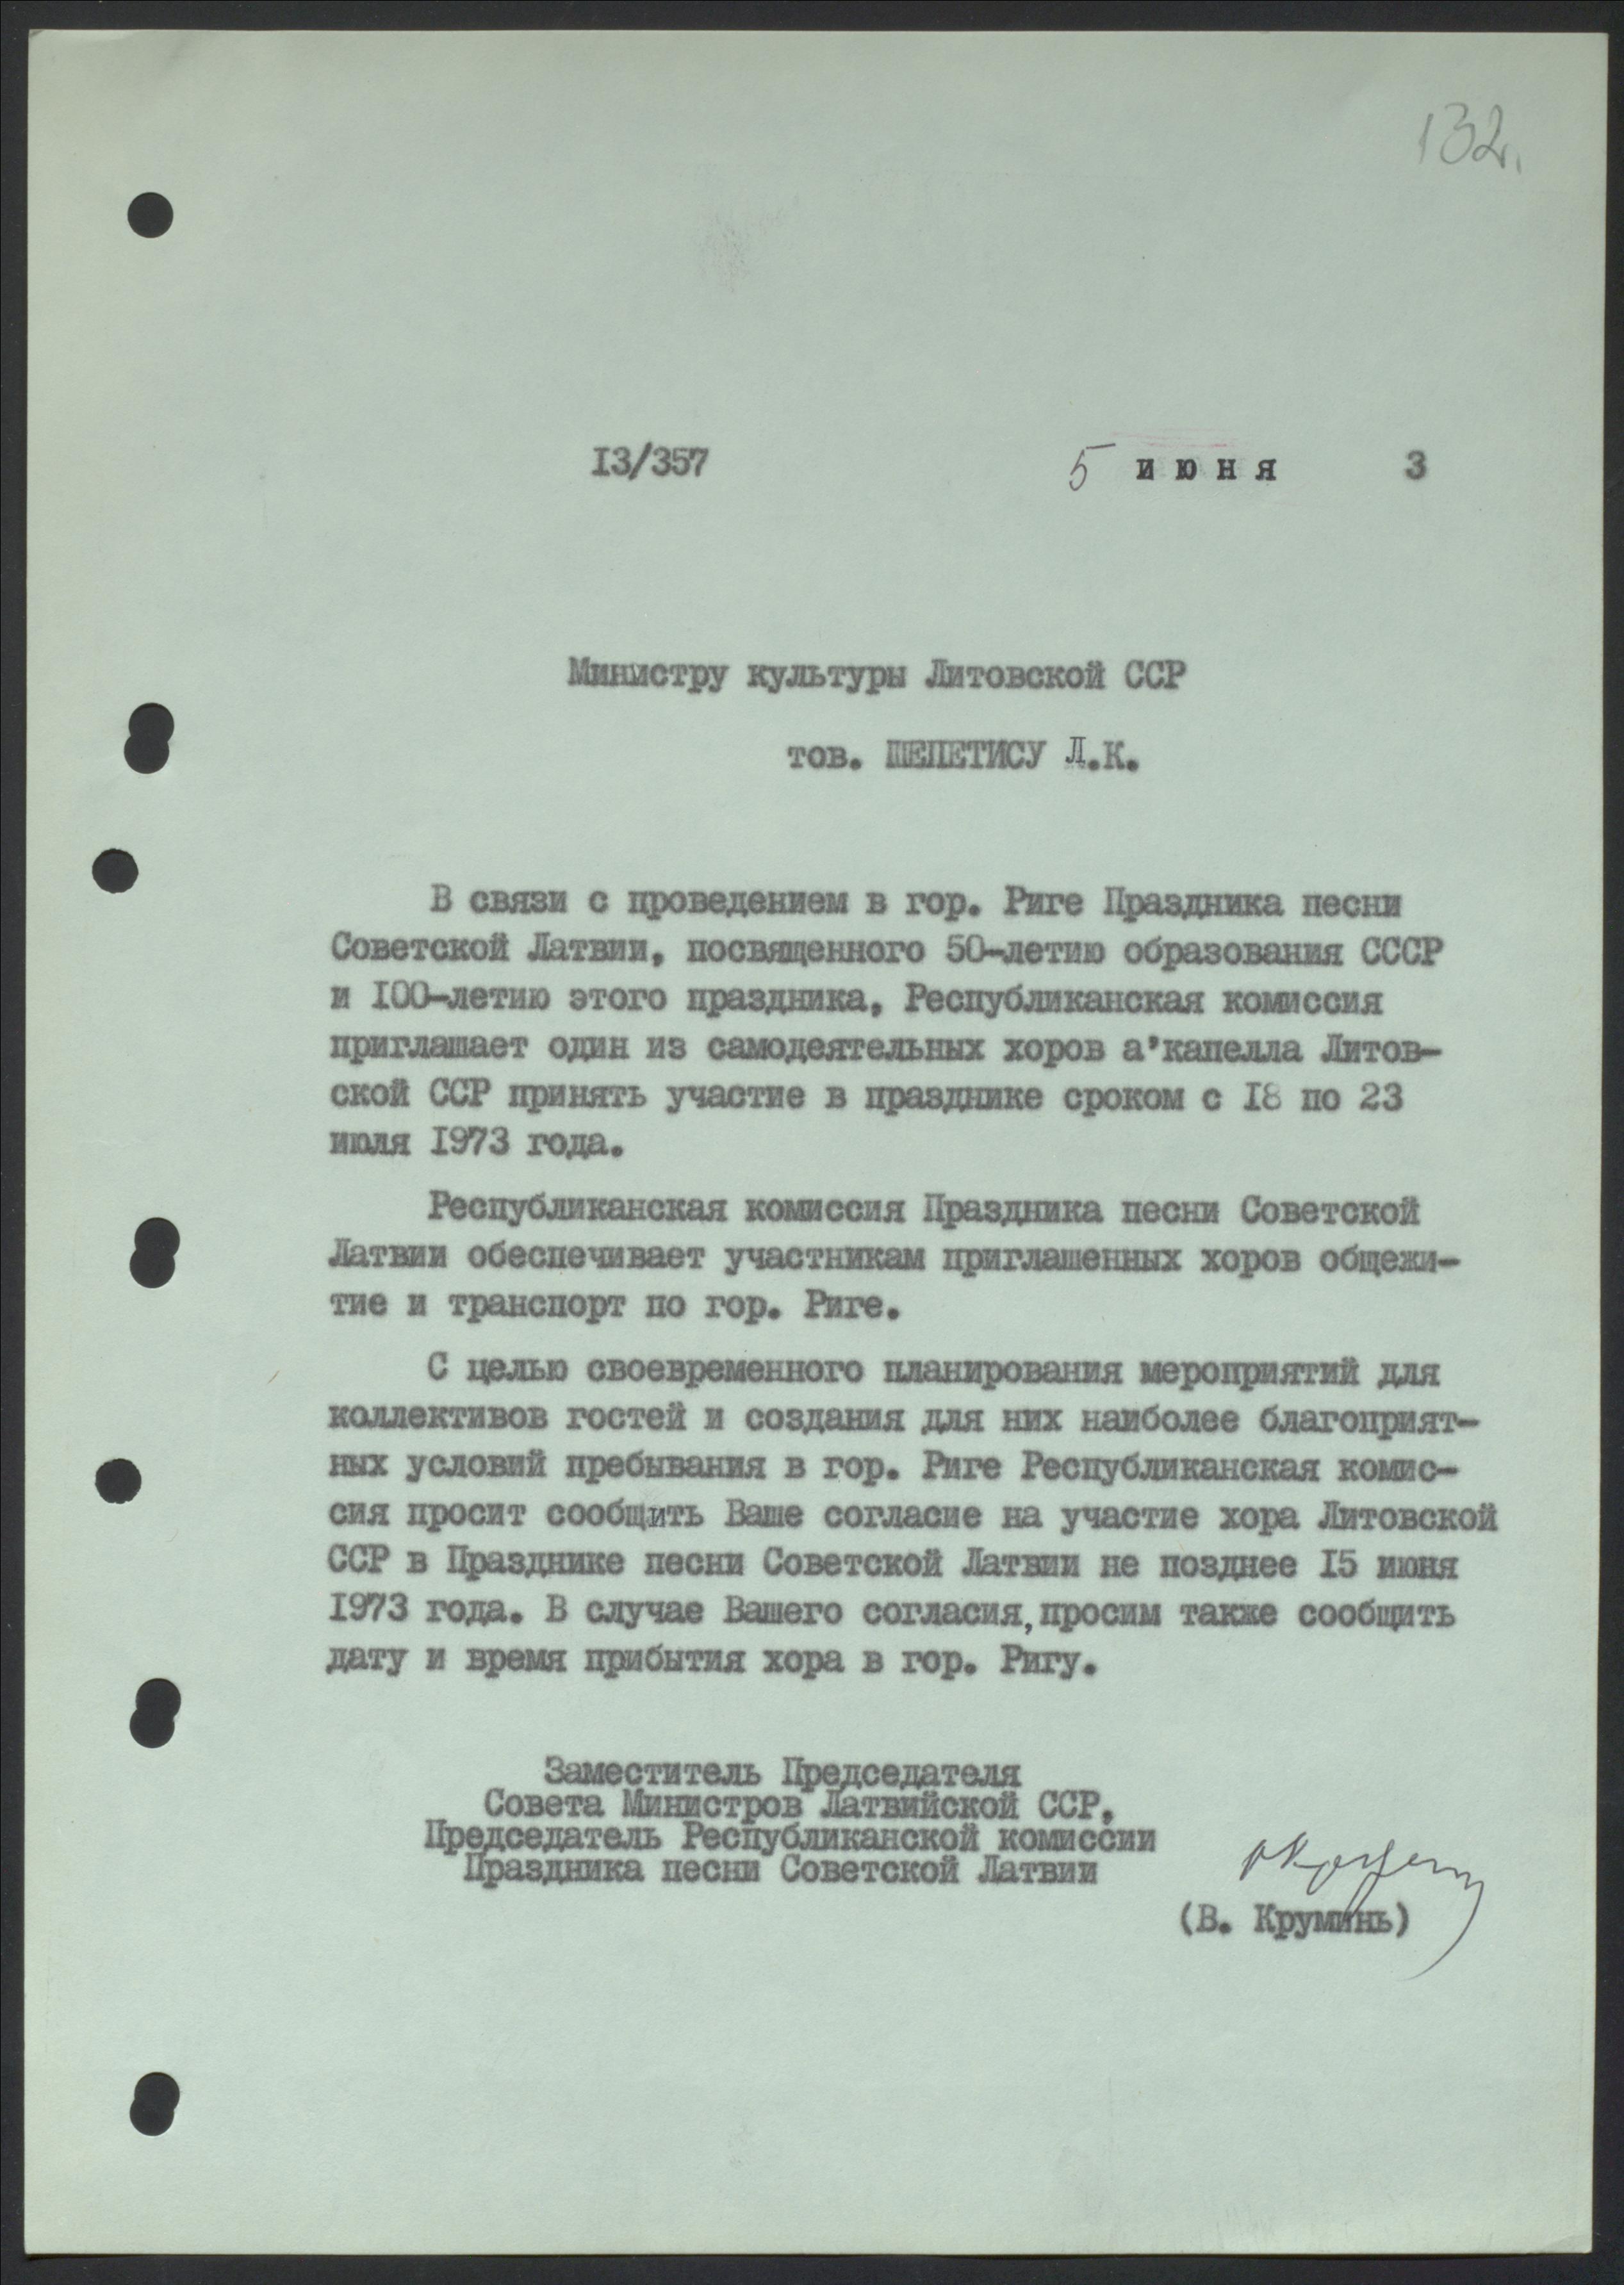 132.
I3/357 5 июня 3
Министру культуры Литовской ССР
тов. ШЕПЕТИСУ Л.К.
В связи с проведением в гор. Риге Праздника песни
Советской Латвии, посвященного 50-летию образования СССР
и I00-летию этого праздника, Республиканская комиссия
приглашает один из самодеятельных хоров а'капелла Литов-
ской ССР принять участие в празднике сроком с I8 по 23
июля I973 года.
Республиканская комиссия Праздника песни Советской
Латвии обеспечивает участникам приглашенных хоров общежи-
тие и транспорт по гор. Риге.
С целью своевременного планирования мероприятий для
коллективов гостей и создания для них наиболее благоприят-
ных условий пребывания в гор. Риге Республиканская комис-
сия просит сообщить Ваше согласие на участие хора Литовской
ССР в Празднике песни Советской Латвии не позднее I5 июня
I973 года. В случае Вашего согласия, просим также сообщить
дату и время прибытия хора в гор. Ригу.
Заместитель Председателя
Совета Министров Латвийской ССР,
Председатель Республиканской комиссии
Праздника песни Советской Латвии
(В. Круминь)